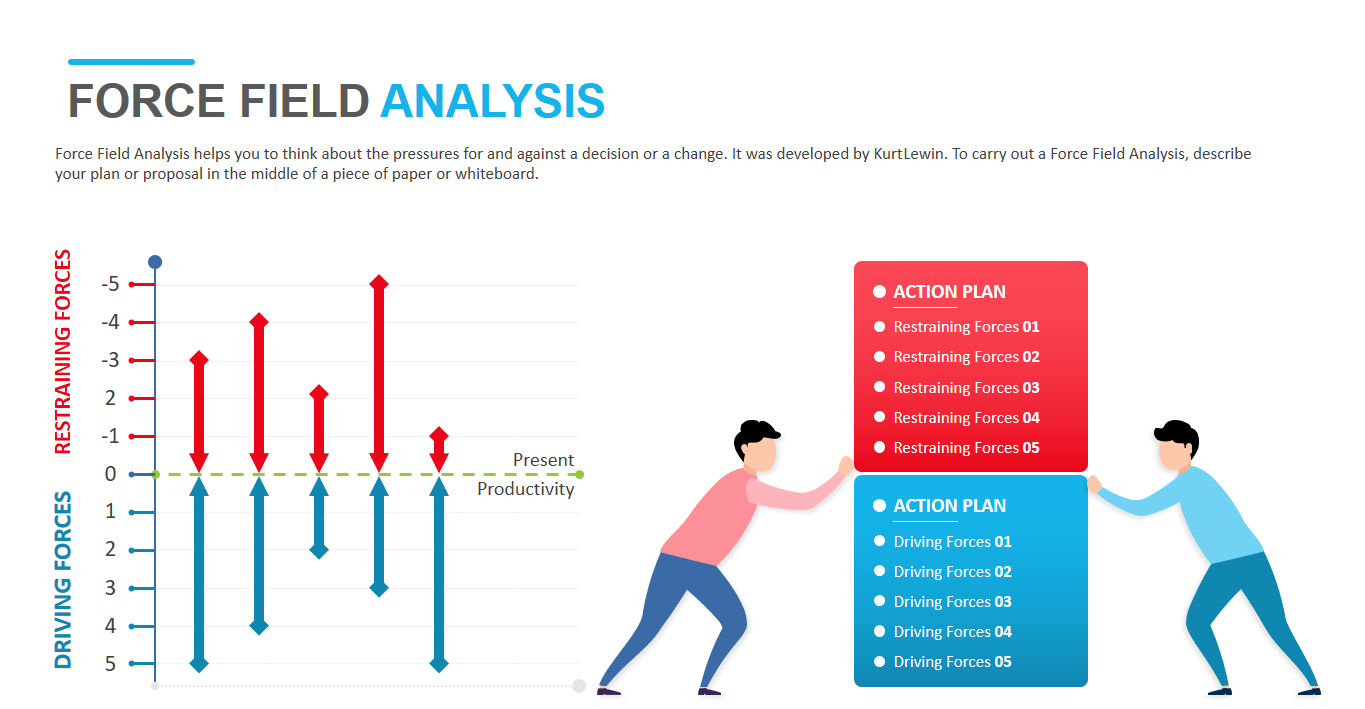 FORCE FIELD ANALYSIS
Force Field Analysis helps you to think about the pressures for and against a decision or a change. It was developed by KurtLewin. To carry out a Force Field Analysis, describe
your plan or proposal in the middle of a piece of paper or whiteboard.
RESTRAINING FORCES
-5
-4
-3
2
-1
0
DRIVING FORCES
1
2
3
4
5
Present
Productivity
ACTION PLAN
Restraining Forces 01
Restraining Forces 02
Restraining Forces 03
Restraining Forces 04
Restraining Forces 05
ACTION PLAN
Driving Forces 01
Driving Forces 02
Driving Forces 03
Driving Forces 04
Driving Forces 05